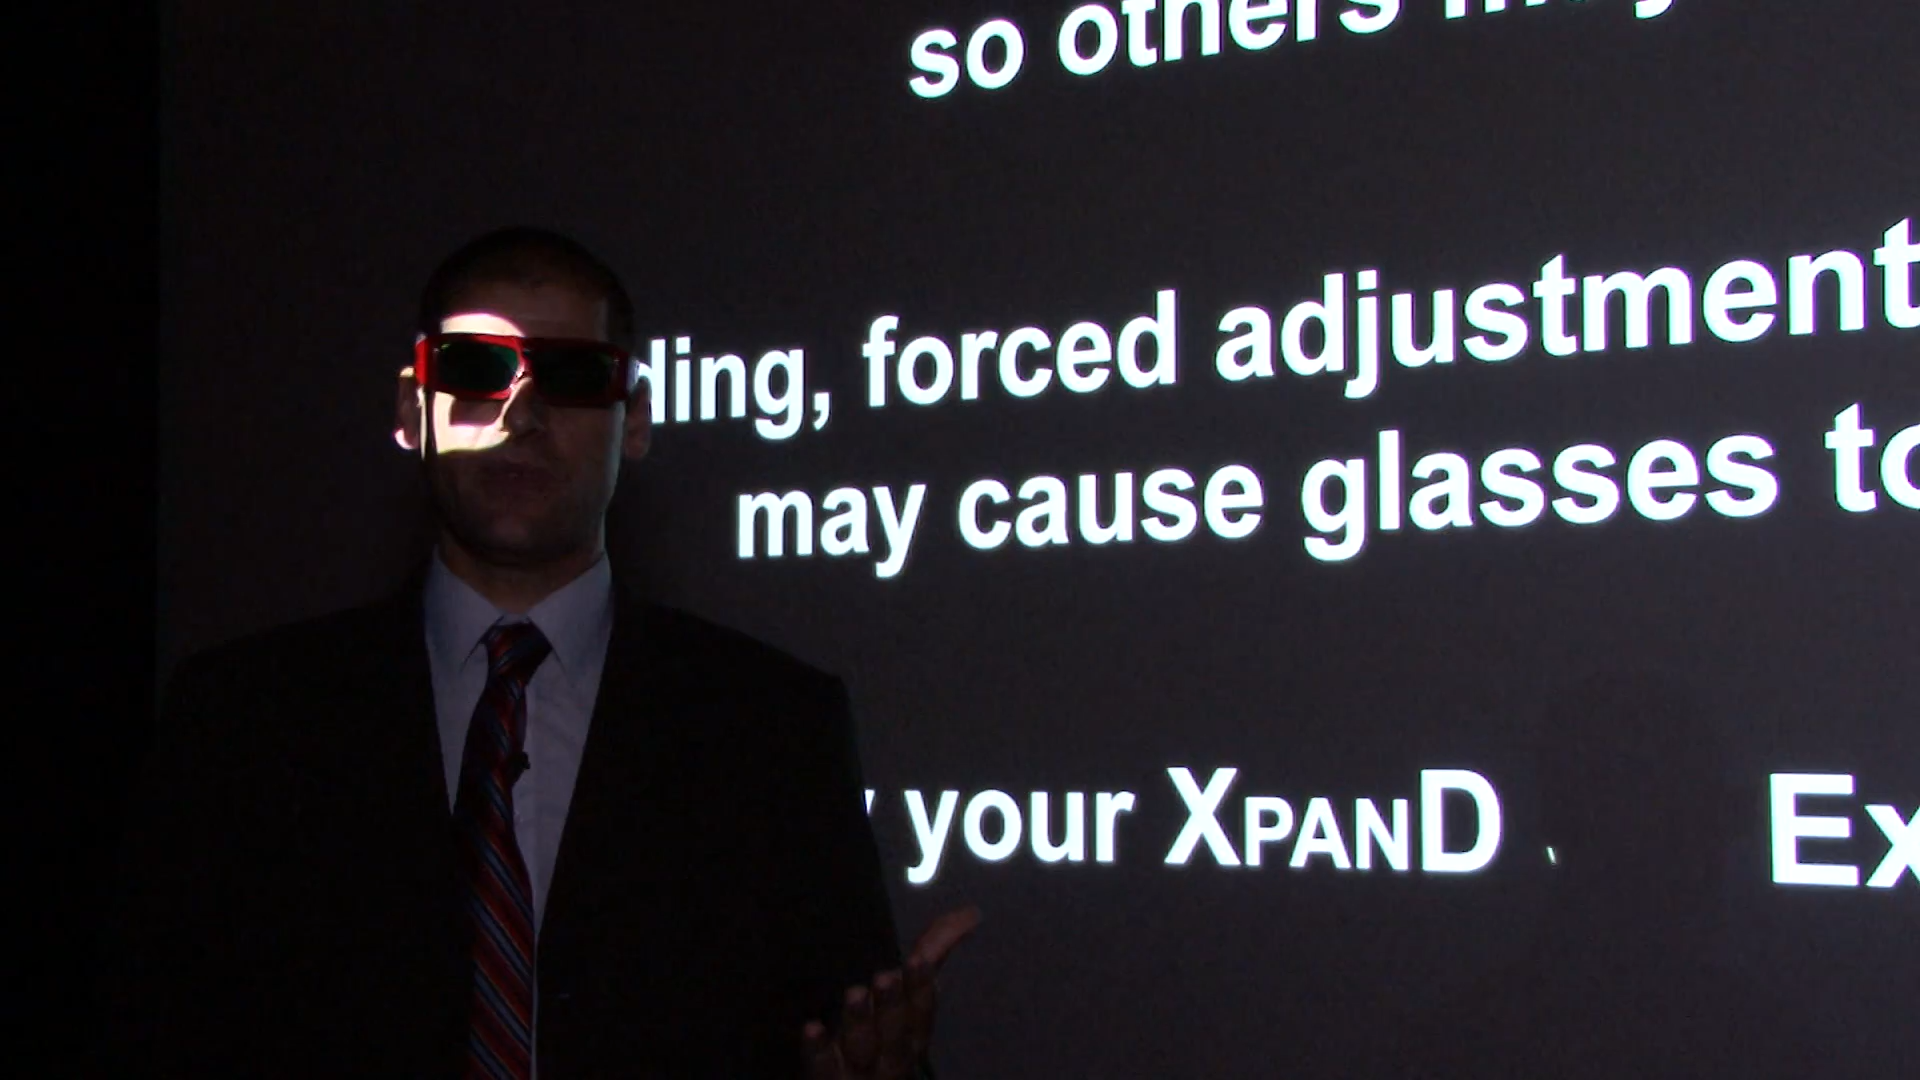 so others
ding, forced adjustment
may cause glasses to
your XPAND Ex